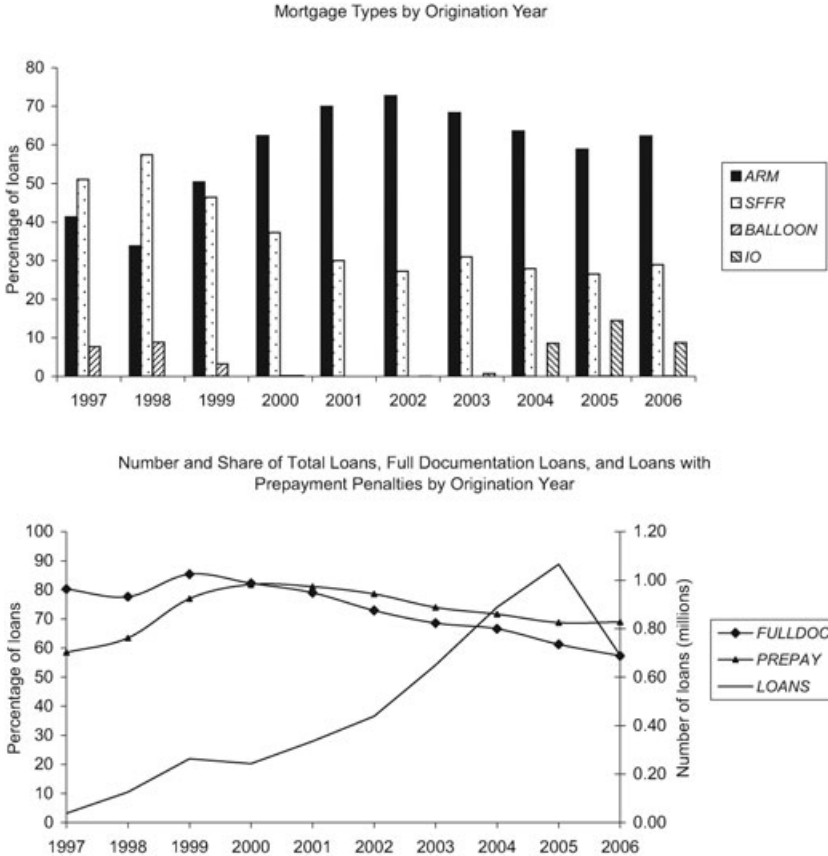 Mortgage Types by Origination Year
Percentage of loans
80
70
60
50
40
30
20
10
0
1997 1998 1999 2000 2001 2002 2003 2004 2005 2006
ARM
SFFR
BALLOON
IO
Number and Share of Total Loans, Full Documentation Loans, and Loans with
Prepayment Penalties by Origination Year
Percentage of loans
100
90
80
70
60
50
40
30
20
10
0
1.20
1.00
0.80
0.60
0.40
0.20
0.00
Number of loans (millions)
1997 1998 1999 2000 2001 2002 2003 2004 2005 2006
FULLDOC
PREPAY
LOANS